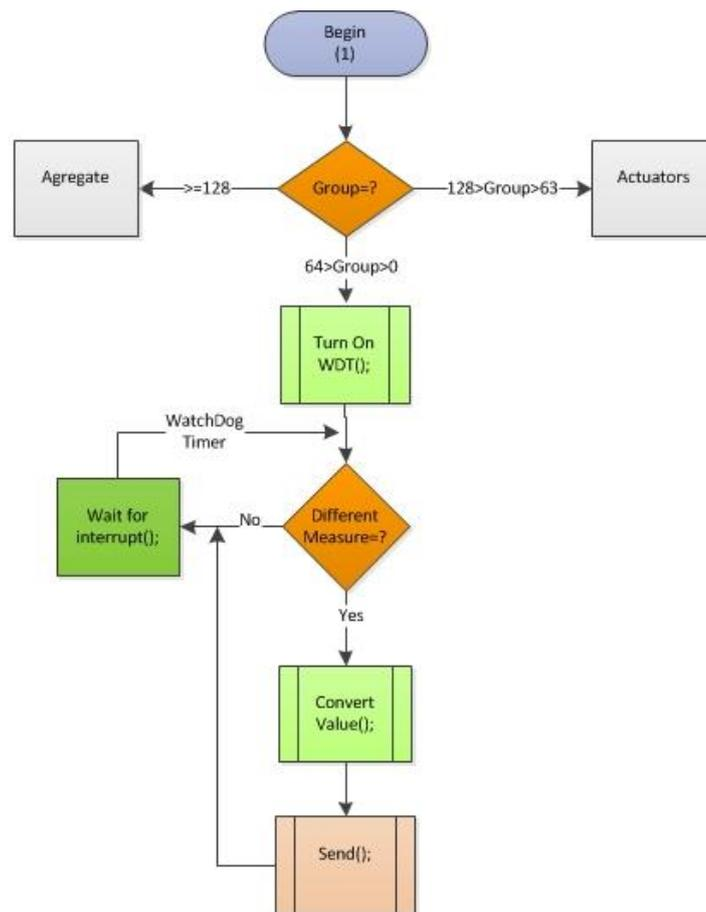 Begin
(1)
Agregate
>=128
Group=?
128>Group>63
Actuators
64>Group>0
Turn On
WDT();
WatchDog
Timer
Wait for
interrupt();
No
Different
Measure=?
Yes
Convert
Value();
Send();